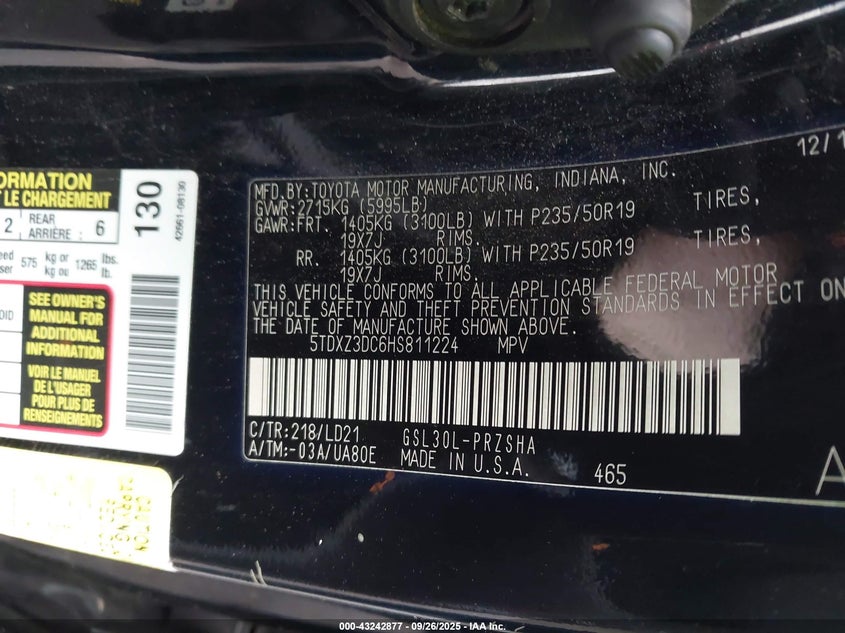 12/1
MFD.BY:TOYOTA MOTOR MANUFACTURING, INDIANA, INC.
GVWR:2715KG (5995LB)
GAWR:FRT. 1405KG (3100LB) WITH P235/50R19 TIRES,
19X7J RIMS.
RR. 1405KG (3100LB) WITH P235/50R19 TIRES,
19X7J RIMS.
THIS VEHICLE CONFORMS TO ALL APPLICABLE FEDERAL MOTOR
VEHICLE SAFETY AND THEFT PREVENTION STANDARDS IN EFFECT ON
THE DATE OF MANUFACTURE SHOWN ABOVE.
5TDXZ3DC6HS811224 MPV
C/TR:218/LD21 GSL30L-PRZSHA
A/TM:-03A/UA80E MADE IN U.S.A. 465
A
ORMATION
T LE CHARGEMENT
2 REAR ARRIÈRE : 6
575 kg or kg ou 1265 lbs. lb.
SEE OWNER'S
MANUAL FOR
ADDITIONAL
INFORMATION
VOIR LE MANUEL
DE L'USAGER
POUR PLUS DE
RENSEIGNEMENTS
130
42661-08130
000-43242877 - 09/26/2025 - IAA Inc.